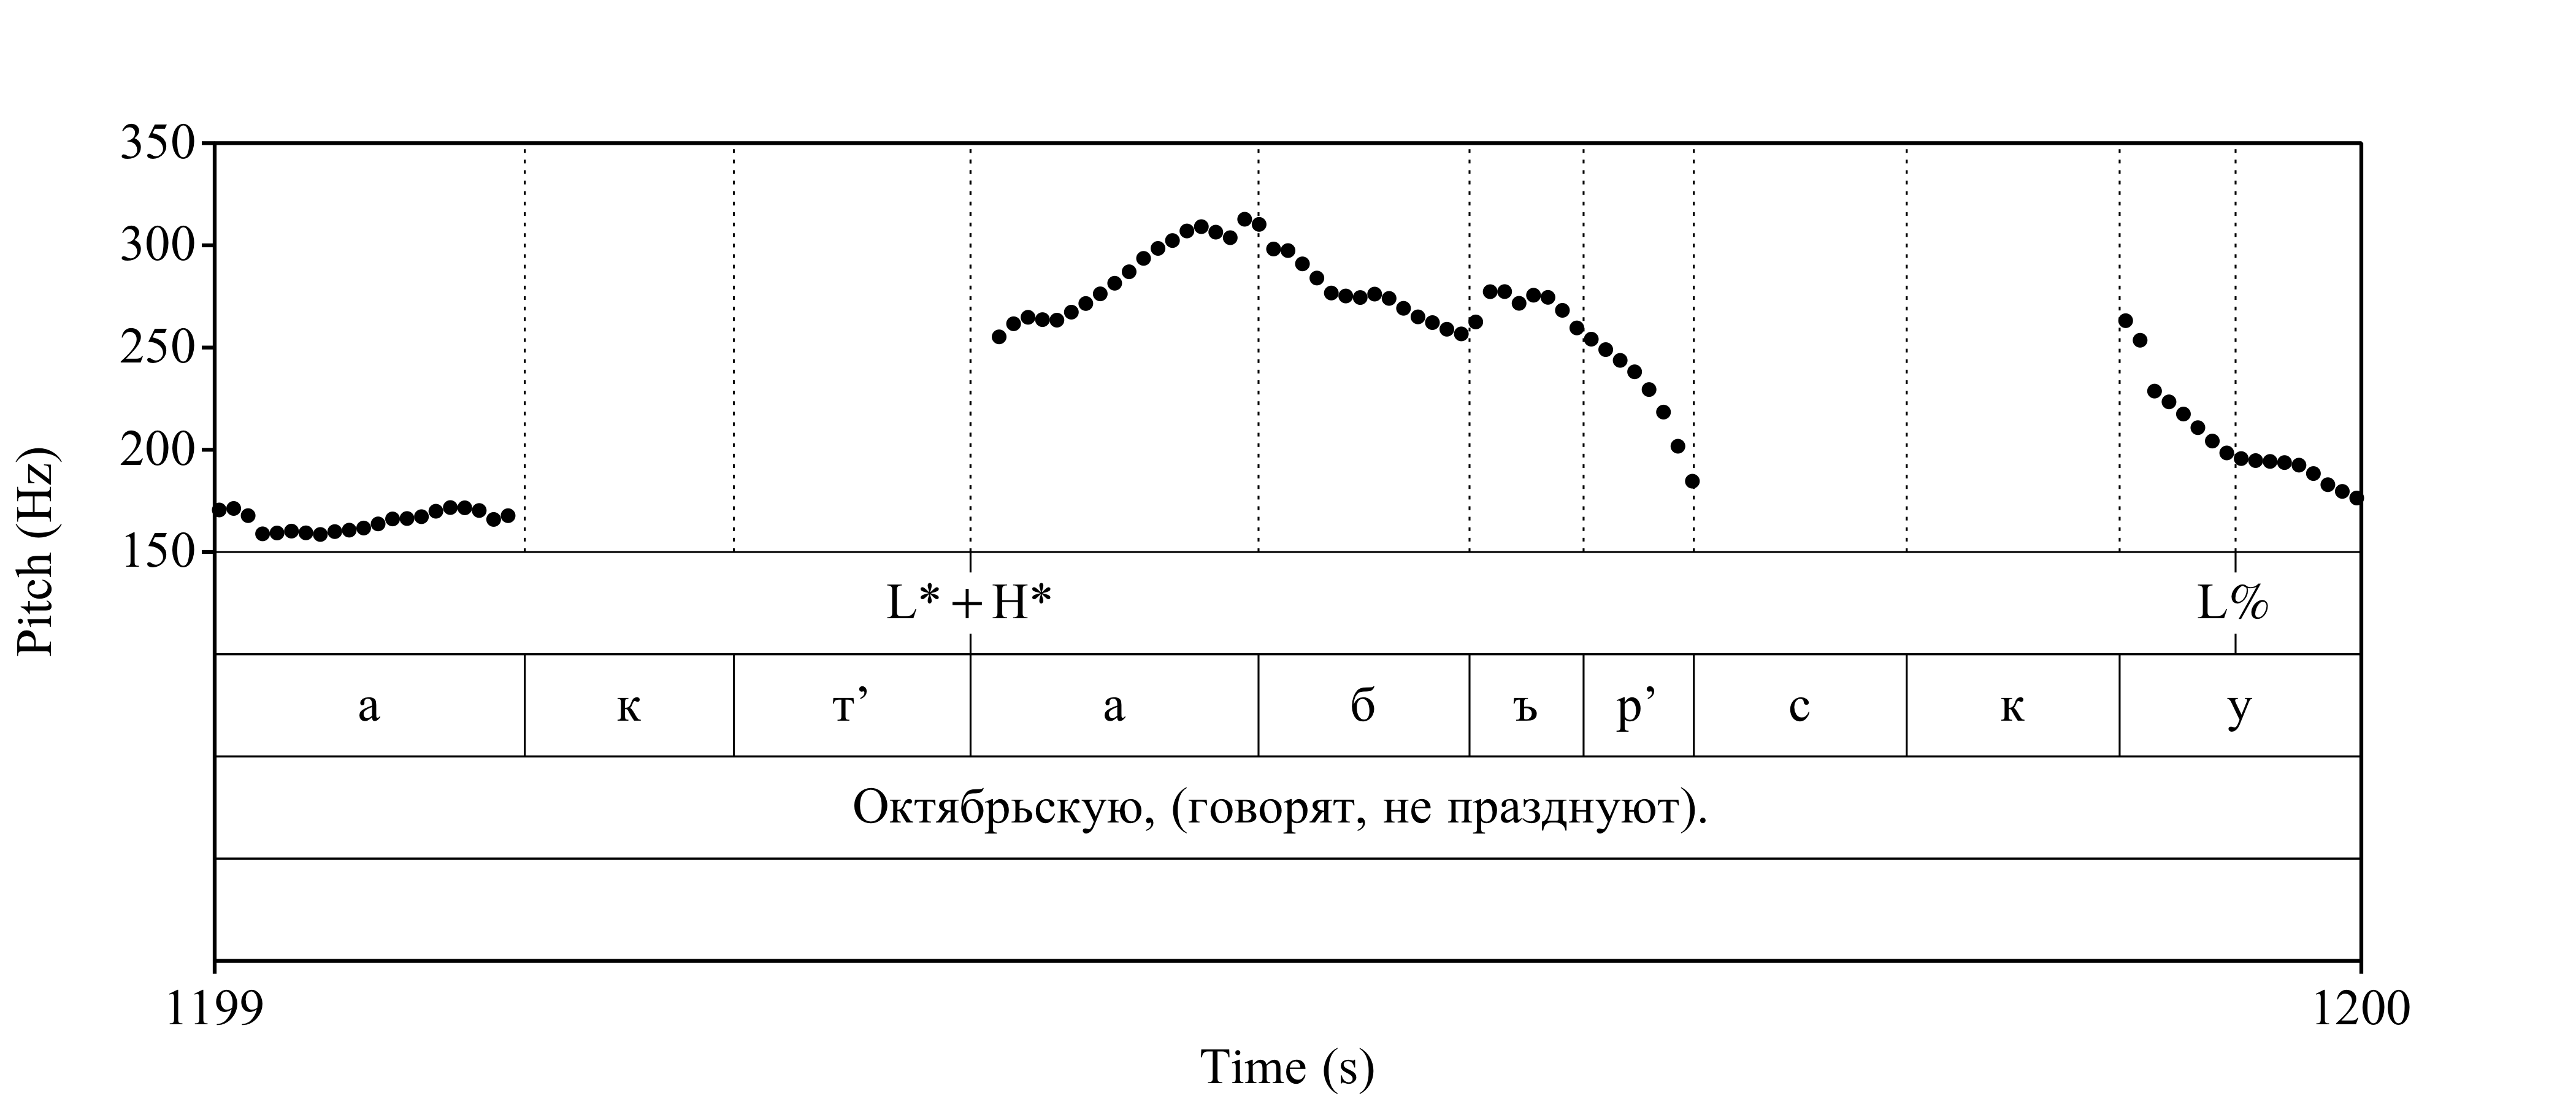 350
300
250
200
150
Pitch (Hz)
L* + H* L%
а к т’ а б ъ р’ с к у
Октябрьскую, (говорят, не празднуют).
1199 1200
Time (s)